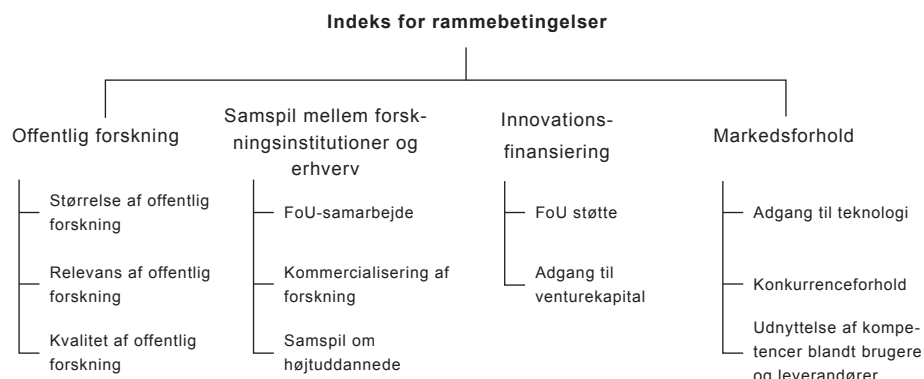 Indeks for rammebetingelser
Offentlig forskning
Størrelse af offentlig
forskning
Relevans af offentlig
forskning
Kvalitet af offentlig
forskning
Samspil mellem forsk-
ningsinstitutioner og
erhverv
FoU-samarbejde
Kommercialisering af
forskning
Samspil om
højtuddannede
Innovations-
finansiering
FoU støtte
Adgang til
venturekapital
Markedsforhold
Adgang til teknologi
Konkurrenceforhold
Udnyttelse af kompe-
tencer blandt brugere
og leverandører